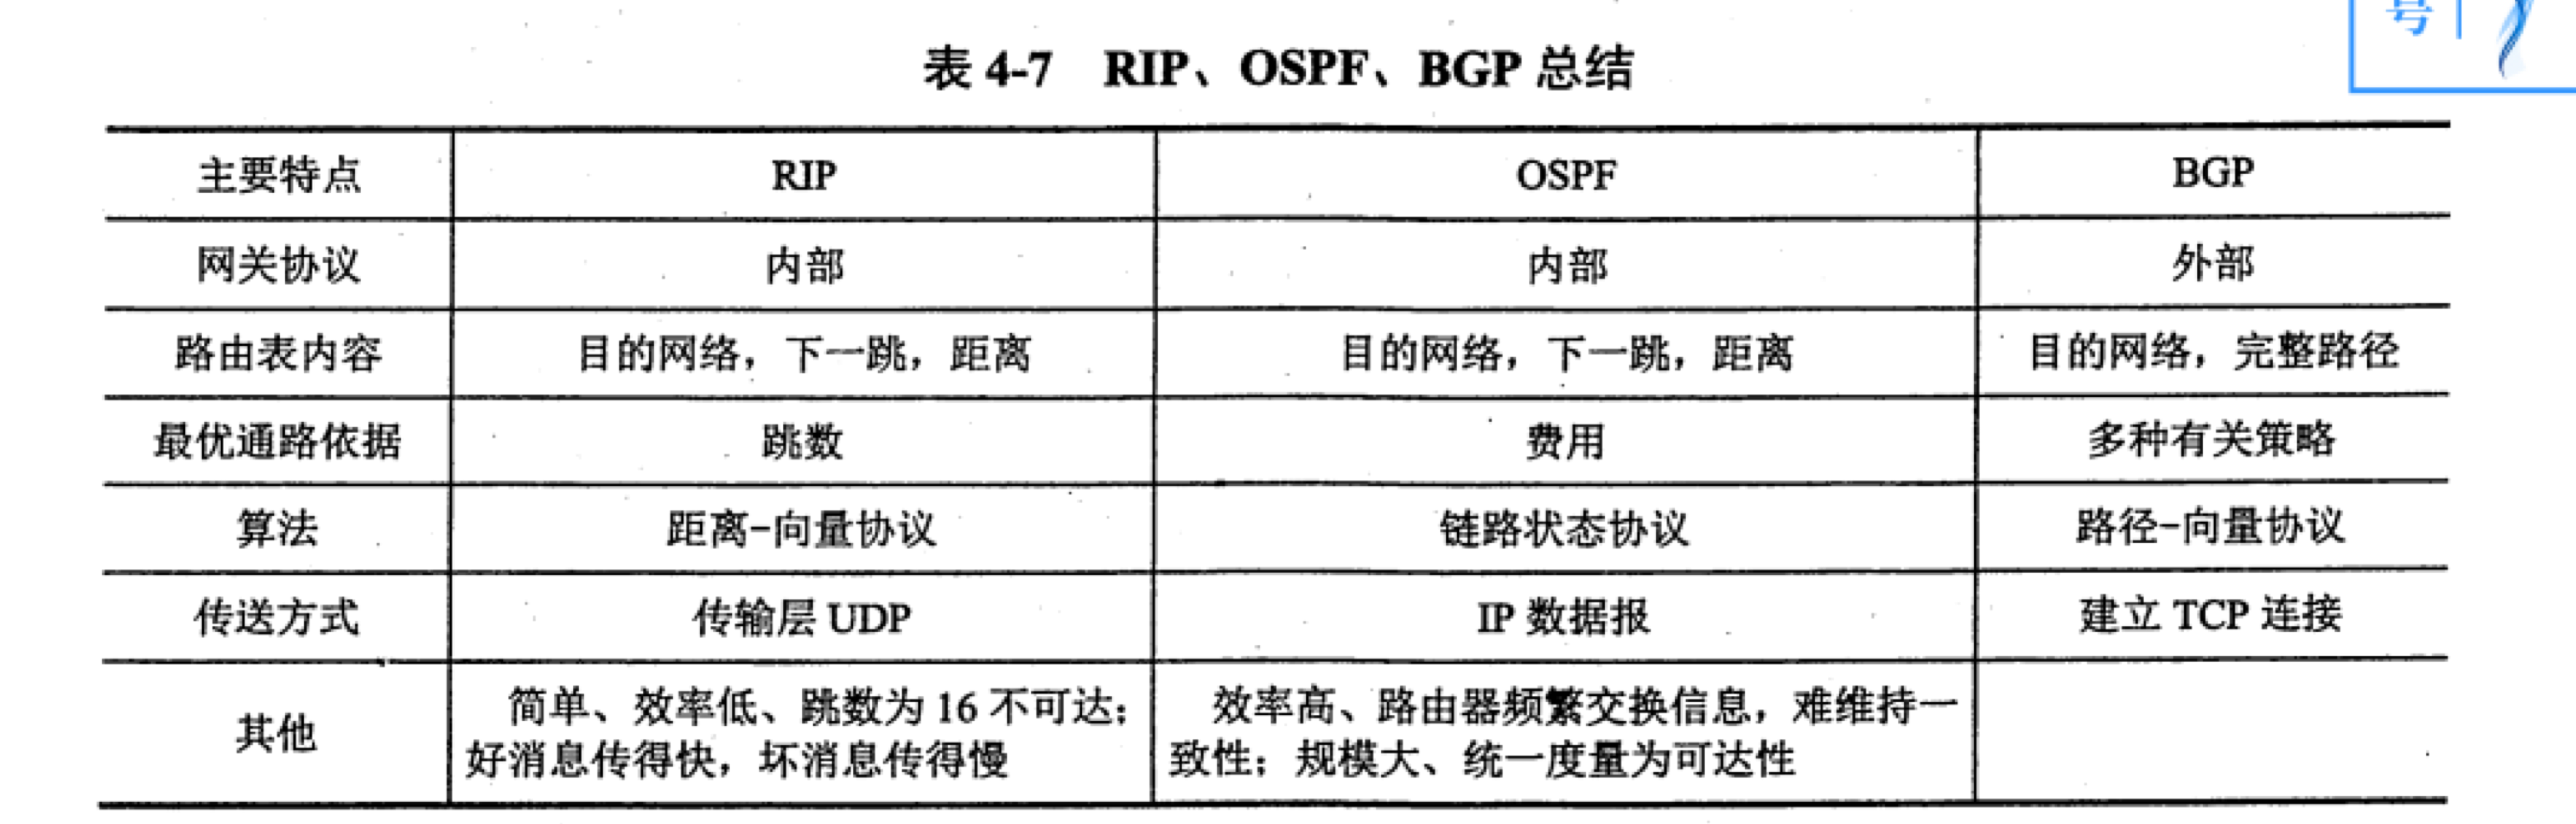 号
表 4-7 RIP、OSPF、BGP 总结
主要特点 RIP OSPF BGP
网关协议 内部 内部 外部
路由表内容 目的网络，下一跳，距离 目的网络，下一跳，距离 目的网络，完整路径
最优通路依据 跳数 费用 多种有关策略
算法 距离-向量协议 链路状态协议 路径-向量协议
传送方式 传输层 UDP IP 数据报 建立 TCP 连接
其他
简单、效率低、跳数为 16 不可达；
好消息传得快，坏消息传得慢
效率高、路由器频繁交换信息，难维持一
致性；规模大、统一度量为可达性